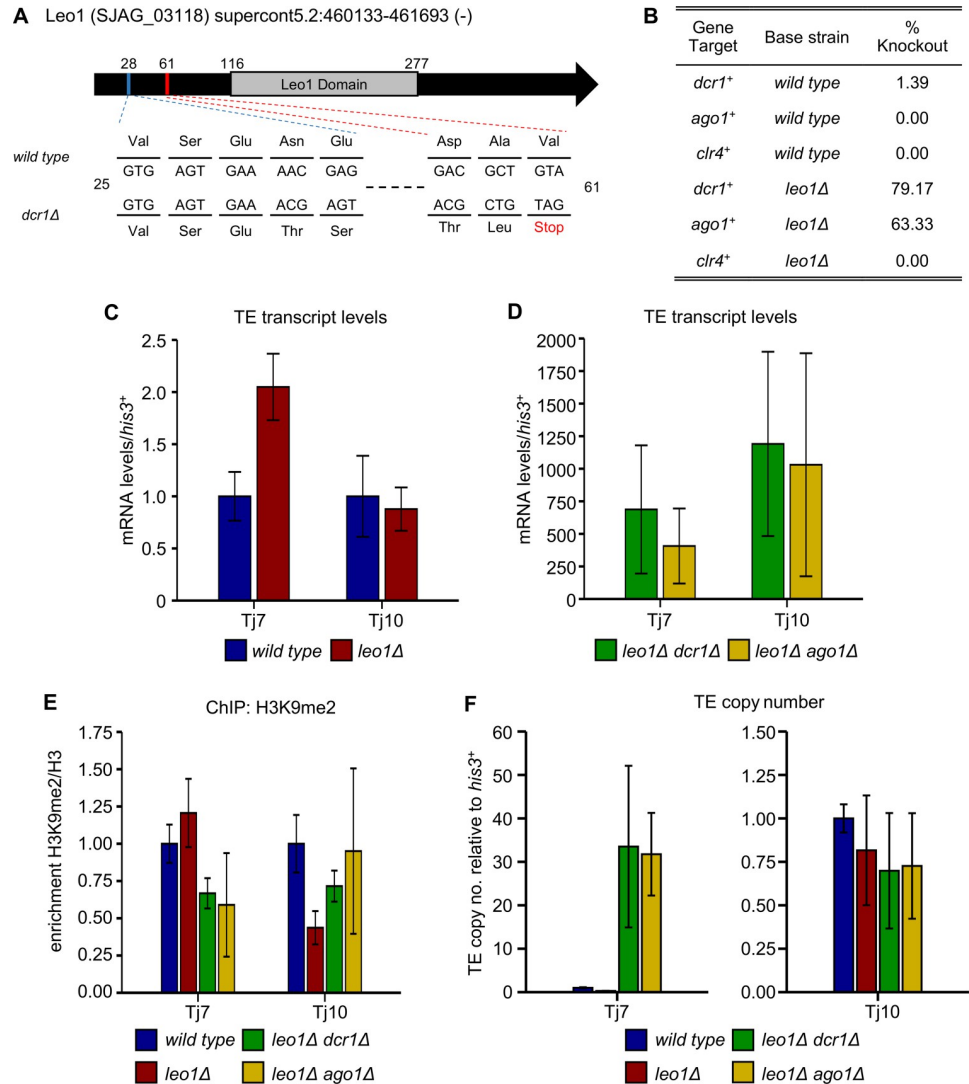 A Leo1 (SJAG_03118) supercont5.2:460133-461693 (-)
28 61 116 277
Leo1 Domain
Val Ser Glu Asn Glu Asp Ala Val
wild type
GTG AGT GAA AAC GAG GAC GCT GTA
25 61
dcr1Δ
GTG AGT GAA ACG AGT ACG CTG TAG
Val Ser Glu Thr Ser Thr Leu Stop
B
Gene Target Base strain % Knockout
dcr1+ wild type 1.39
ago1+ wild type 0.00
clr4+ wild type 0.00
dcr1+ leo1Δ 79.17
ago1+ leo1Δ 63.33
clr4+ leo1Δ 0.00
C
TE transcript levels
mRNA levels/his3+
2.5
2.0
1.5
1.0
0.5
0
Tj7 Tj10
wild type leo1Δ
D
TE transcript levels
mRNA levels/his3+
2000
1750
1500
1250
1000
750
500
250
0
Tj7 Tj10
leo1Δ dcr1Δ leo1Δ ago1Δ
E
ChIP: H3K9me2
enrichment H3K9me2/H3
1.75
1.50
1.25
1.00
0.75
0.50
0.25
0.00
Tj7 Tj10
wild type leo1Δ dcr1Δ
leo1Δ leo1Δ ago1Δ
F
TE copy number
TE copy no. relative to his3+
60
50
40
30
20
10
0
Tj7
1.50
1.25
1.00
0.75
0.50
0.25
0.00
Tj10
wild type leo1Δ dcr1Δ
leo1Δ leo1Δ ago1Δ